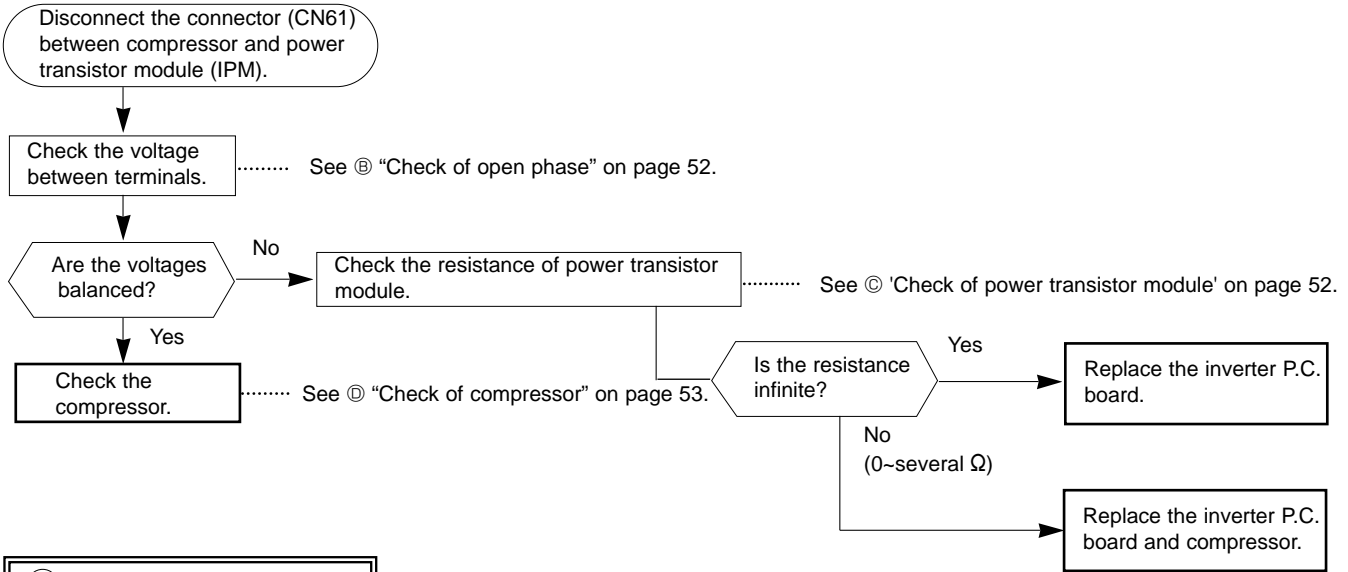 Disconnect the connector (CN61)
between compressor and power
transistor module (IPM).
Check the voltage
between terminals.
See Ⓑ “Check of open phase” on page 52.
Are the voltages
balanced?
No
Check the resistance of power transistor
module.
See Ⓒ 'Check of power transistor module' on page 52.
Yes
Check the
compressor.
See Ⓓ “Check of compressor” on page 53.
Is the resistance
infinite?
Yes
Replace the inverter P.C.
board.
No
(0~several Ω)
Replace the inverter P.C.
board and compressor.